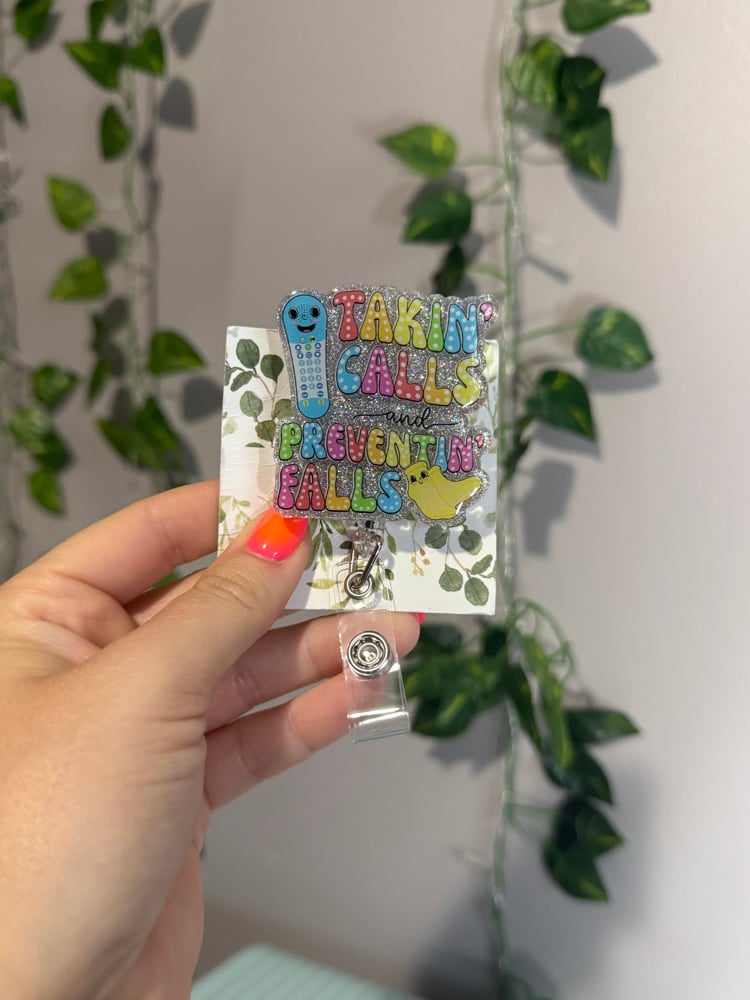 TAKIN'
CALLS
and
PREVENTIN'
FALLS